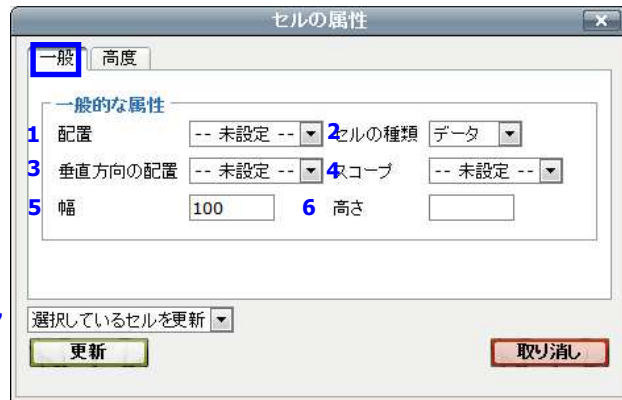 セルの属性
一般 高度
一般的な属性
1 配置 -- 未設定 -- 2 セルの種類 データ
3 垂直方向の配置 -- 未設定 -- 4 スコープ -- 未設定 --
5 幅 100 6 高さ
選択しているセルを更新
更新 取り消し